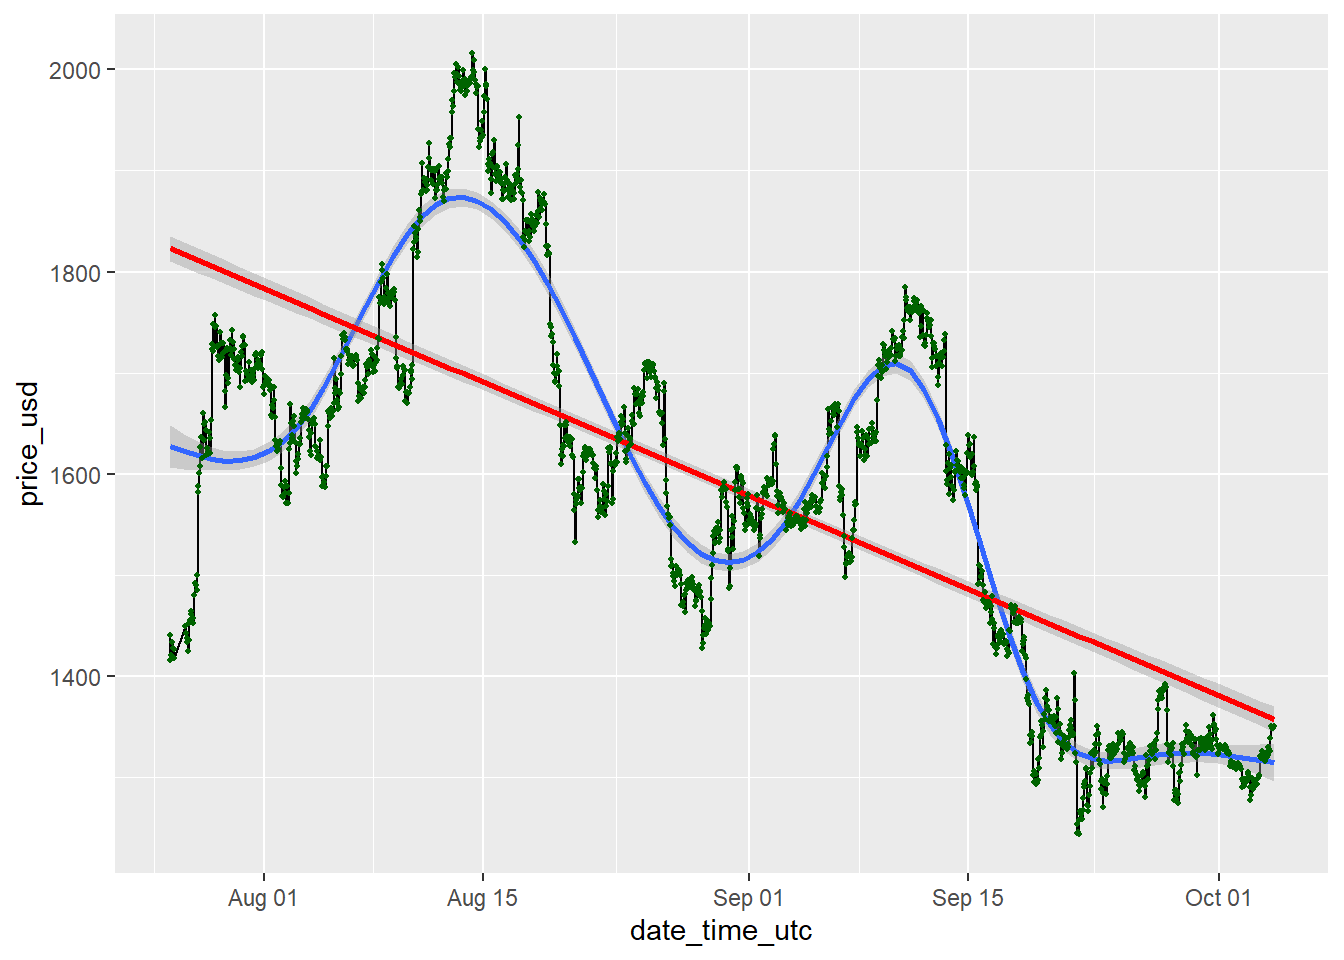 2000
1800
1600
1400
price_usd
Aug 01
Aug 15
Sep 01
Sep 15
Oct 01
date_time_utc